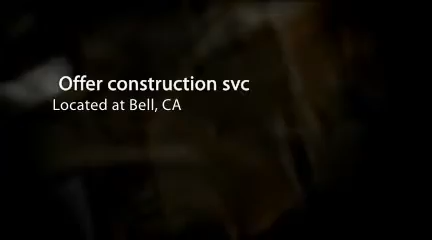 Offer construction svc
Located at Bell, CA